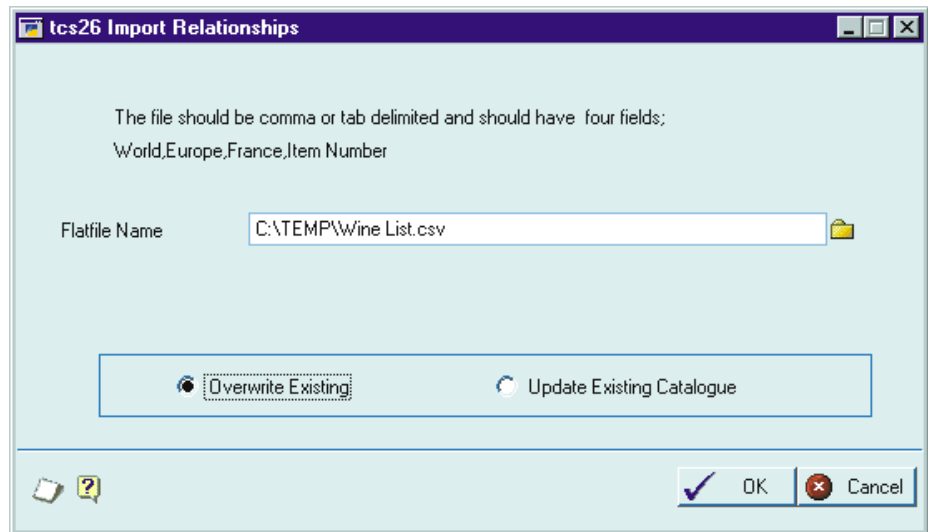 tcs26 Import Relationships
The file should be comma or tab delimited and should have  four fields;
World,Europe,France,Item Number
Flatfile Name
C:\TEMP\Wine List.csv
Overwrite Existing
Update Existing Catalogue
OK
Cancel